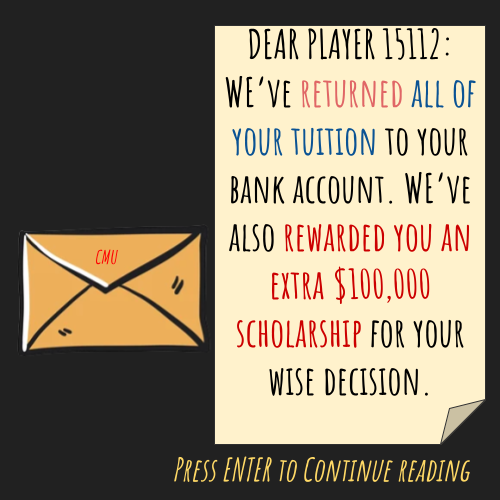 DEAR PLAYER 15112:
WE'VE RETURNED ALL OF
YOUR TUITION TO YOUR
BANK ACCOUNT. WE'VE
ALSO REWARDED YOU AN
EXTRA $100,000
SCHOLARSHIP FOR YOUR
WISE DECISION.
CMU
PRESS ENTER TO CONTINUE READING